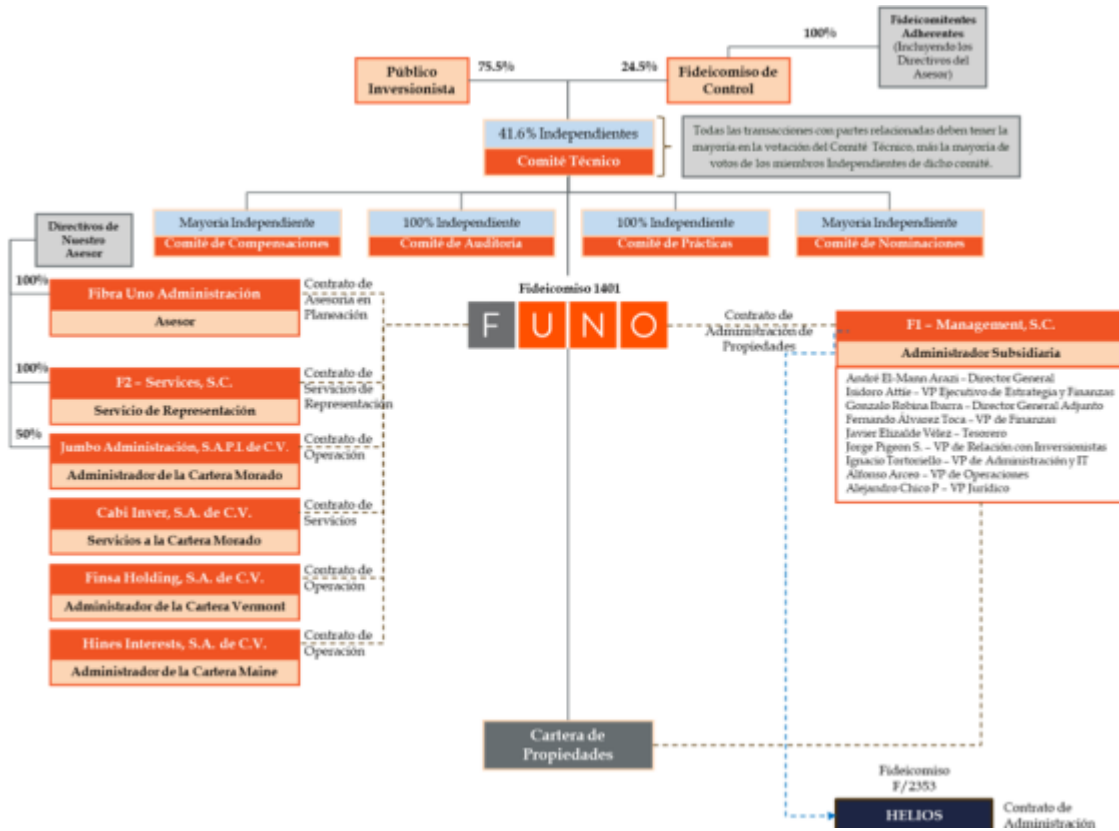 Fideicomitentes
Adherentes
(Incluyendo los
Directivos del
Asesor)
100%
Público
Inversionista
75.5%
24.5%
Fideicomiso de
Control
41.6% Independientes
Comité Técnico
Todas las transacciones con partes relacionadas deben tener la
mayoría en la votación del Comité Técnico, más la mayoría de
votos de los miembros Independientes de dicho comité.
Mayoría Independiente
Comité de Compensaciones
100% Independiente
Comité de Auditoría
100% Independiente
Comité de Prácticas
Mayoría Independiente
Comité de Nominaciones
Directivos de
Nuestro
Asesor
100%
Fibra Uno Administración
Asesor
Contrato de
Asesoría en
Planeación
Fideicomiso 1401
FUNO
Contrato de
Administración de
Propiedades
F1 – Management, S.C.
Administrador Subsidiaria
André El-Mann Arazi – Director General
Isidoro Attie – VP Ejecutivo de Estrategia y Finanzas
Gonzalo Robina Ibarra – Director General Adjunto
Fernando Álvarez Toca – VP de Finanzas
Javier Elizalde Vélez – Tesorero
Jorge Pigeon S. – VP de Relación con Inversionistas
Ignacio Tortoriello – VP de Administración y IT
Alfonso Arceo – VP de Operaciones
Alejandro Chico P – VP Jurídico
100%
F2 – Services, S.C.
Servicio de Representación
Contrato de
Servicios de
Representación
50%
Jumbo Administración, S.A.P.I. de C.V.
Administrador de la Cartera Morado
Contrato de
Operación
Cabi Inver, S.A. de C.V.
Servicios a la Cartera Morado
Contrato de
Servicios
Finsa Holding, S.A. de C.V.
Administrador de la Cartera Vermont
Contrato de
Operación
Hines Interests, S.A. de C.V.
Administrador de la Cartera Maine
Contrato de
Operación
Cartera de
Propiedades
Fideicomiso
F/2353
HELIOS
Contrato de
Administración